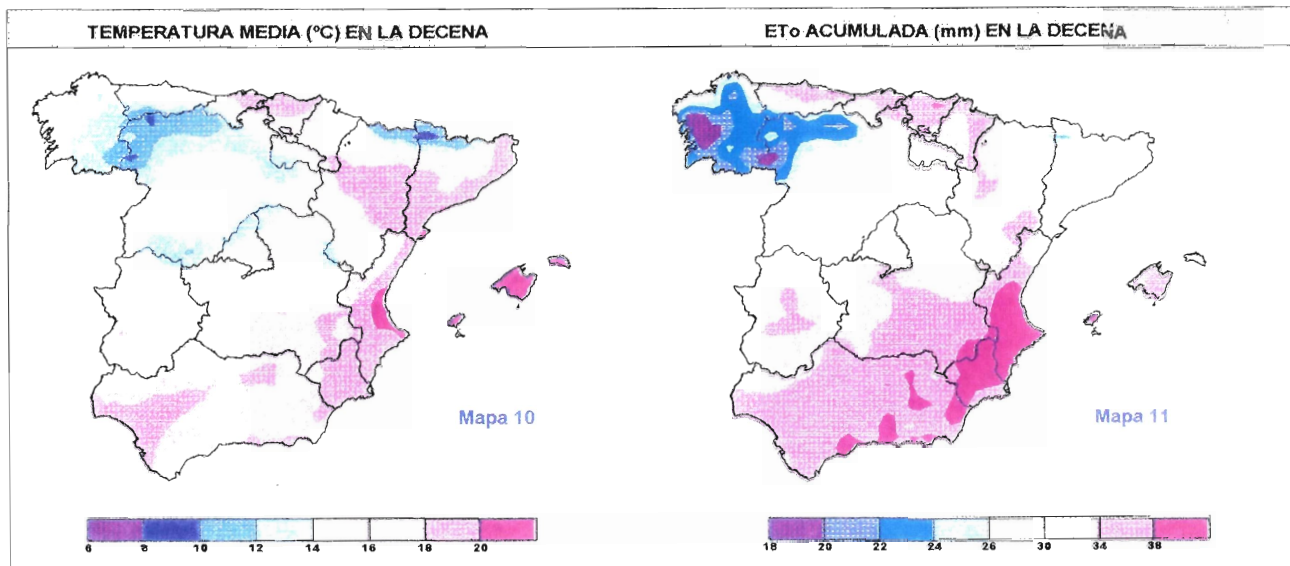 TEMPERATURA MEDIA (ºC) EN LA DECENA
ETo ACUMULADA (mm) EN LA DECENA
Mapa 10
Mapa 11
6 8 10 12 14 16 18 20
18 20 22 24 26 30 34 38